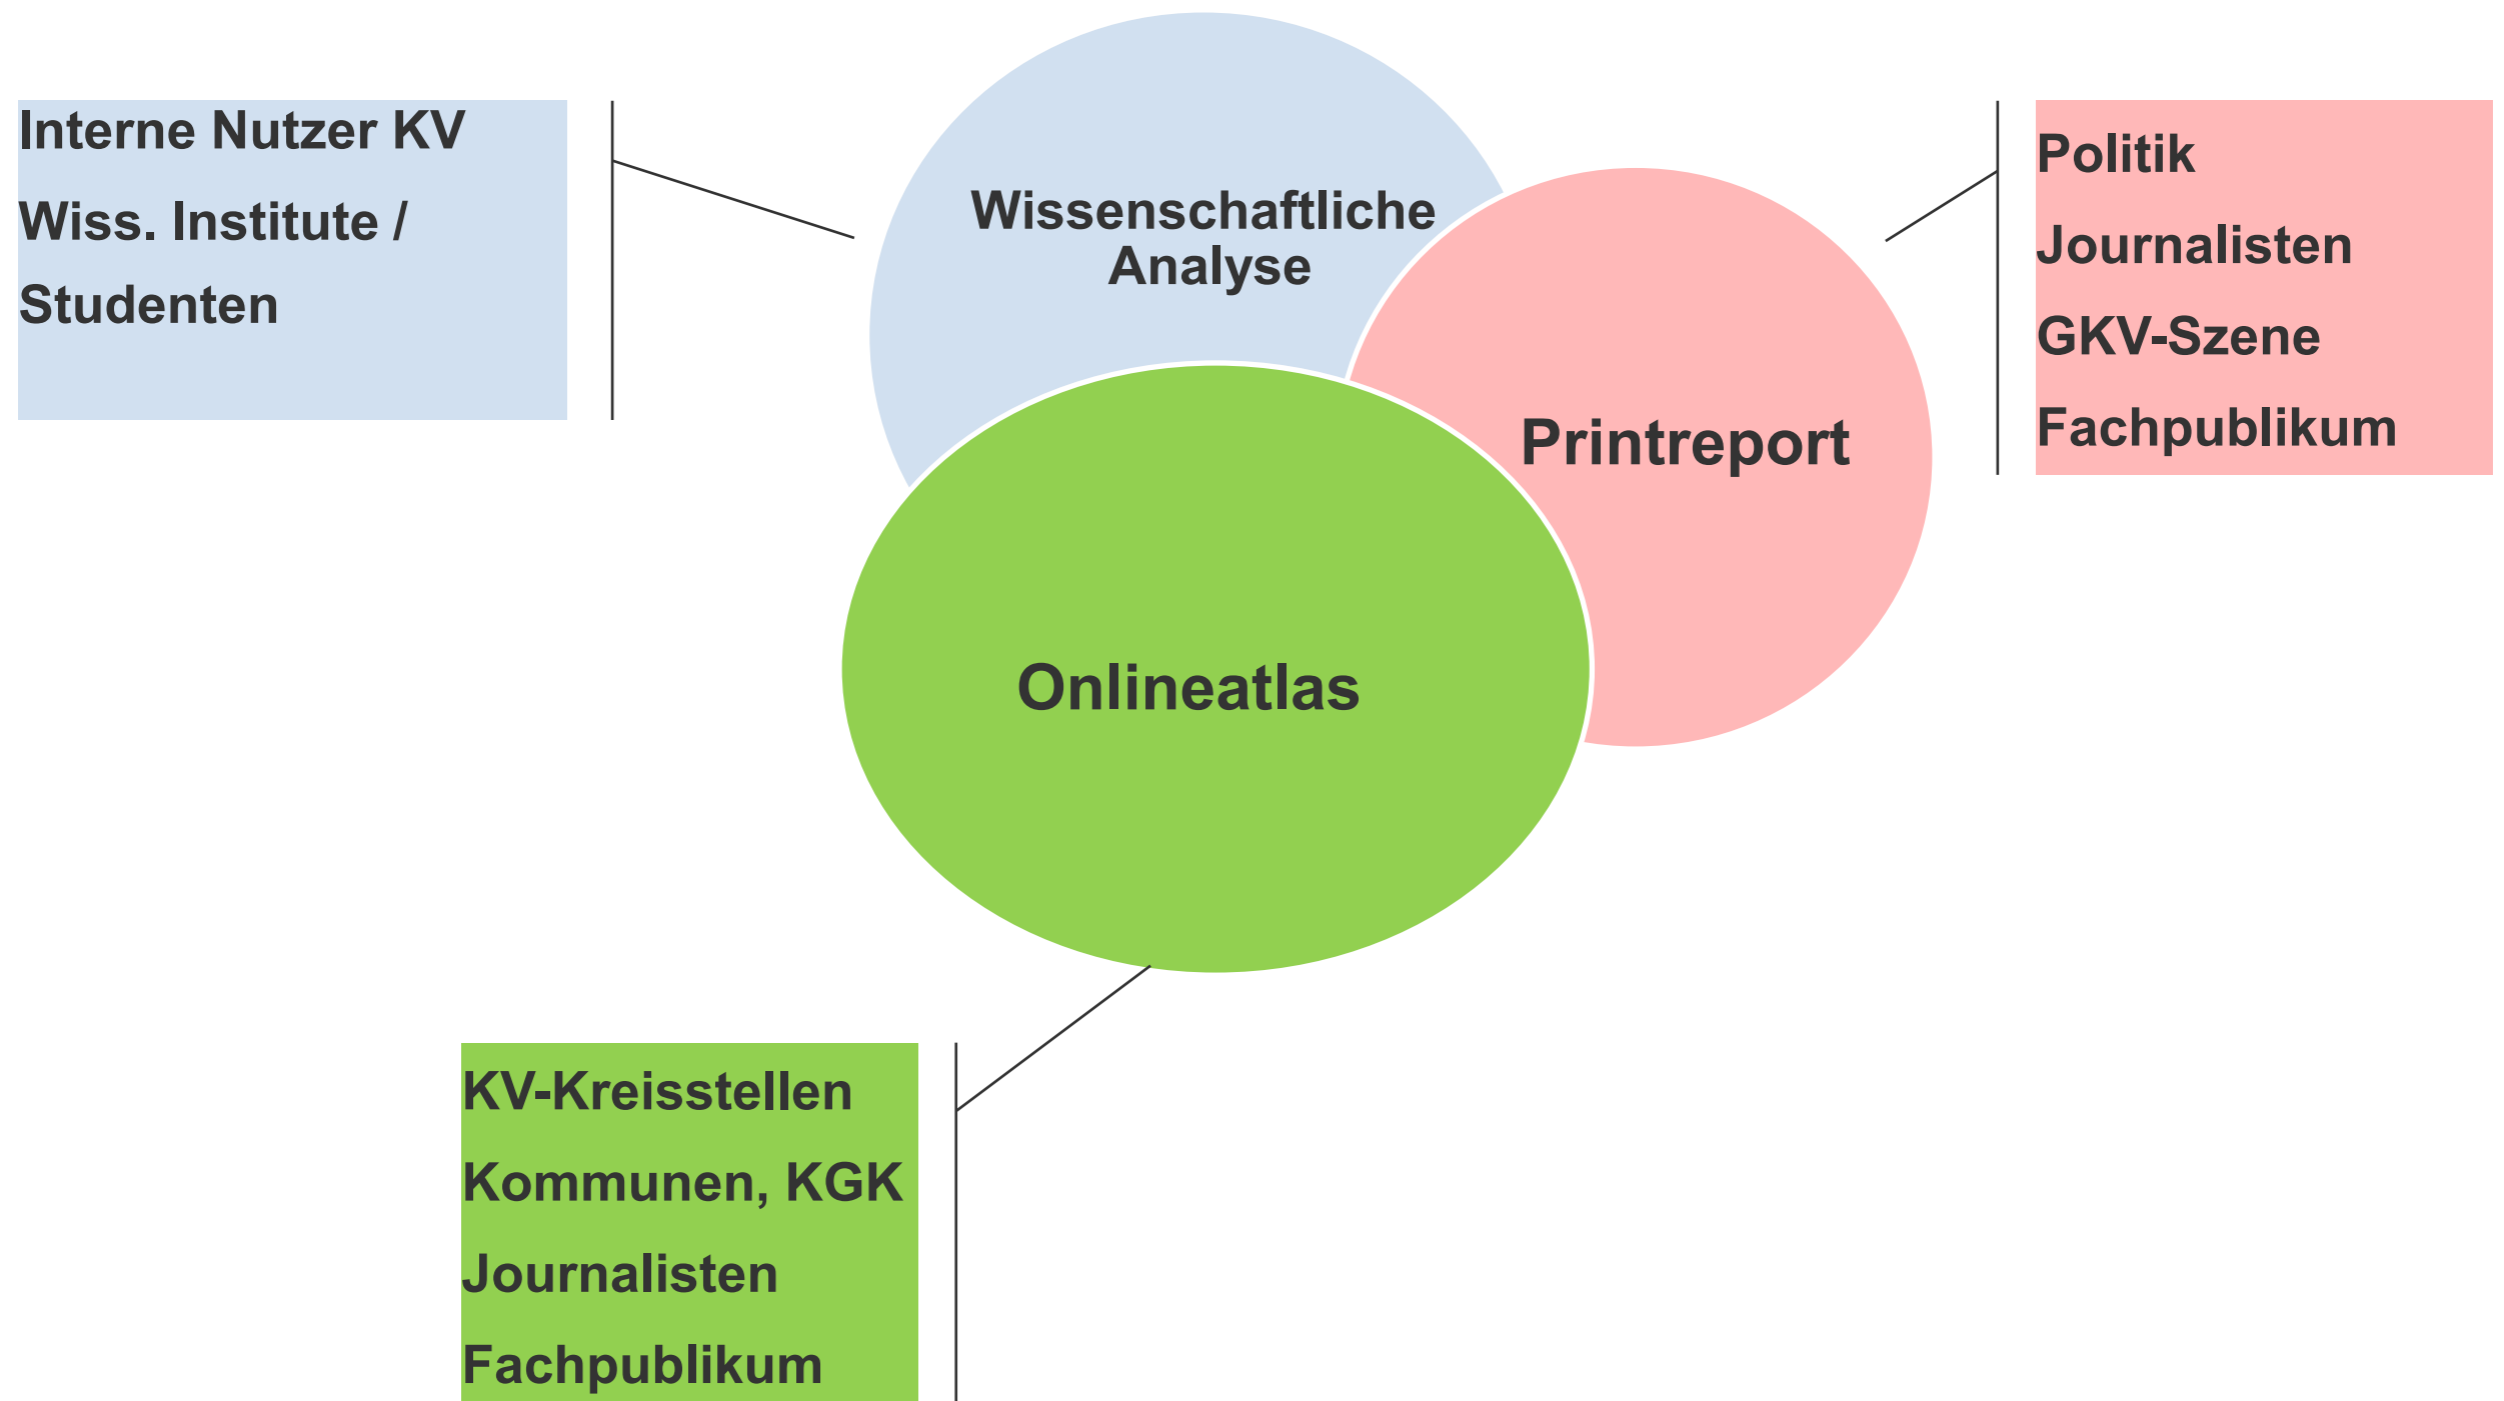 Interne Nutzer KV
Wiss. Institute /
Studenten
Wissenschaftliche
Analyse
Politik
Journalisten
GKV-Szene
Fachpublikum
Printreport
Onlineatlas
KV-Kreisstellen
Kommunen, KGK
Journalisten
Fachpublikum